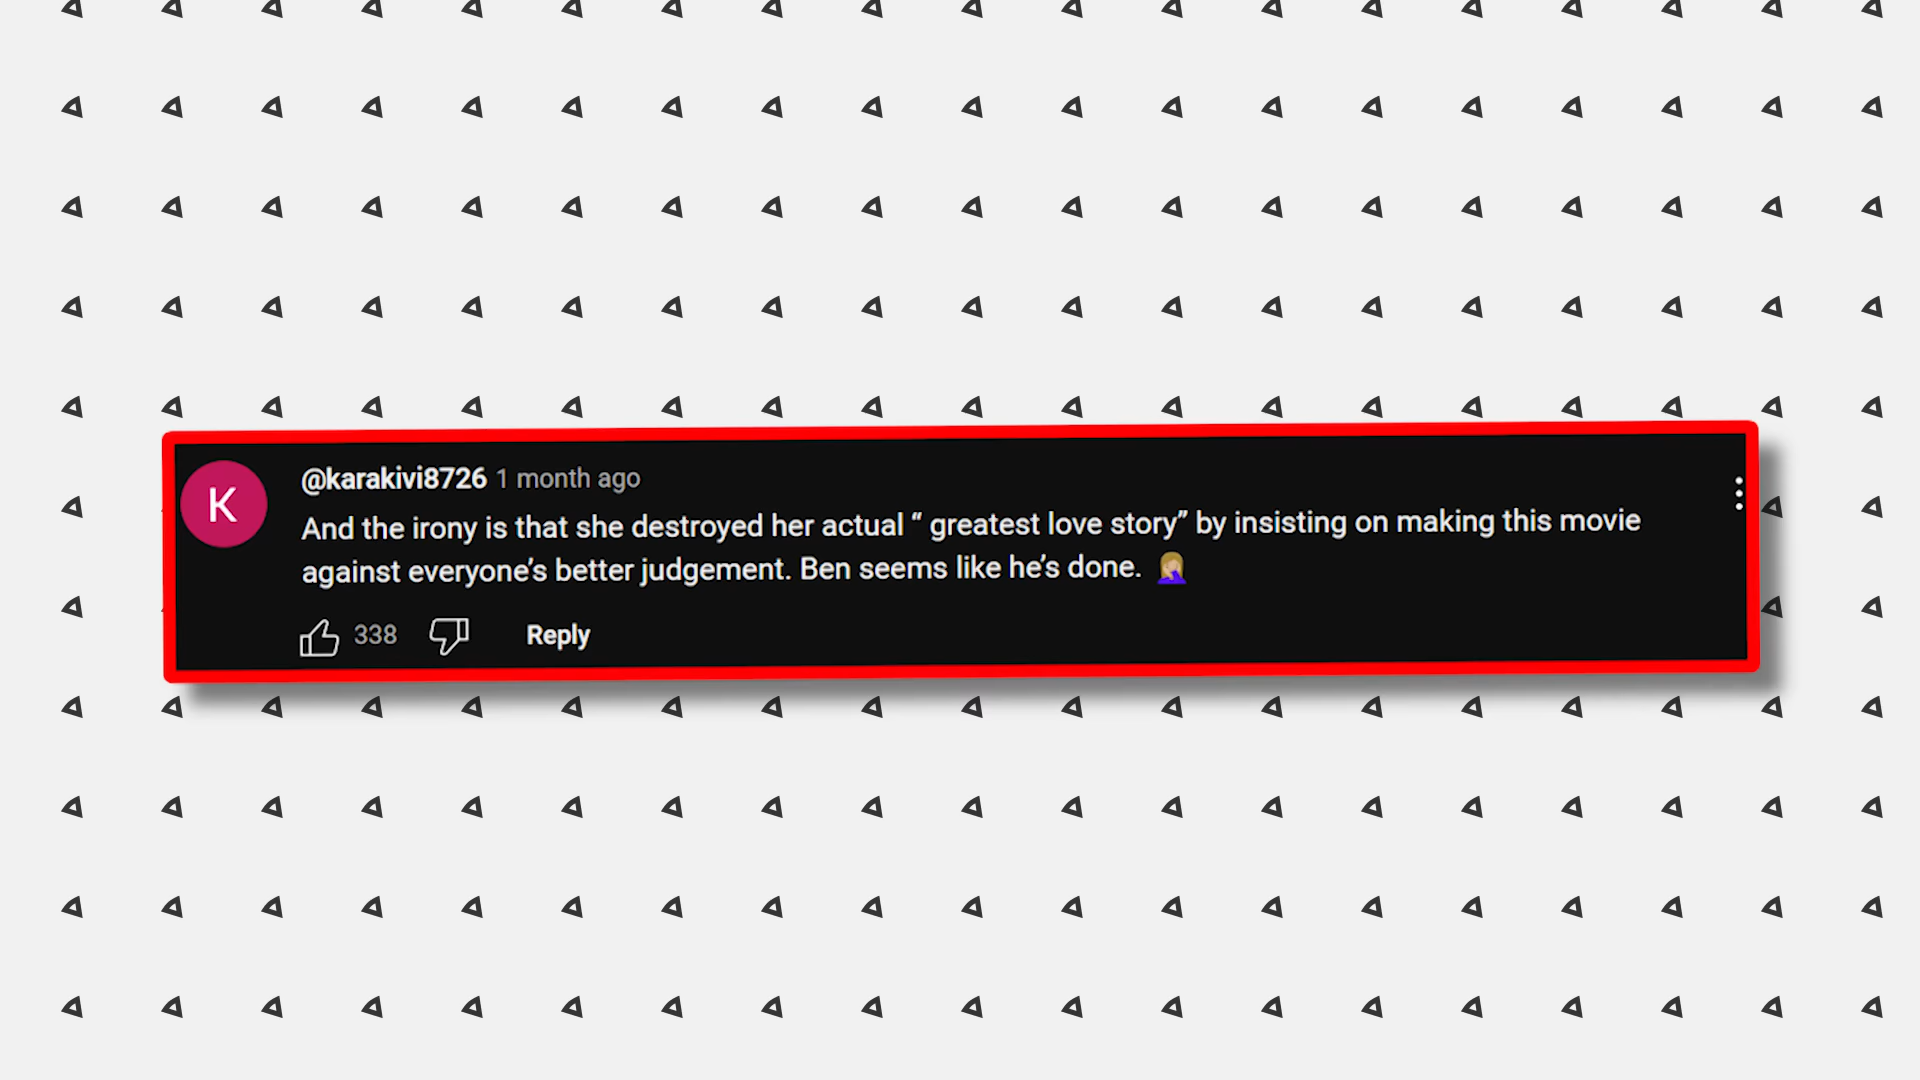 K
@karakivi8726 1 month ago
And the irony is that she destroyed her actual “ greatest love story” by insisting on making this movie
against everyone’s better judgement. Ben seems like he’s done. 🤦🏼‍♀️
338 Reply